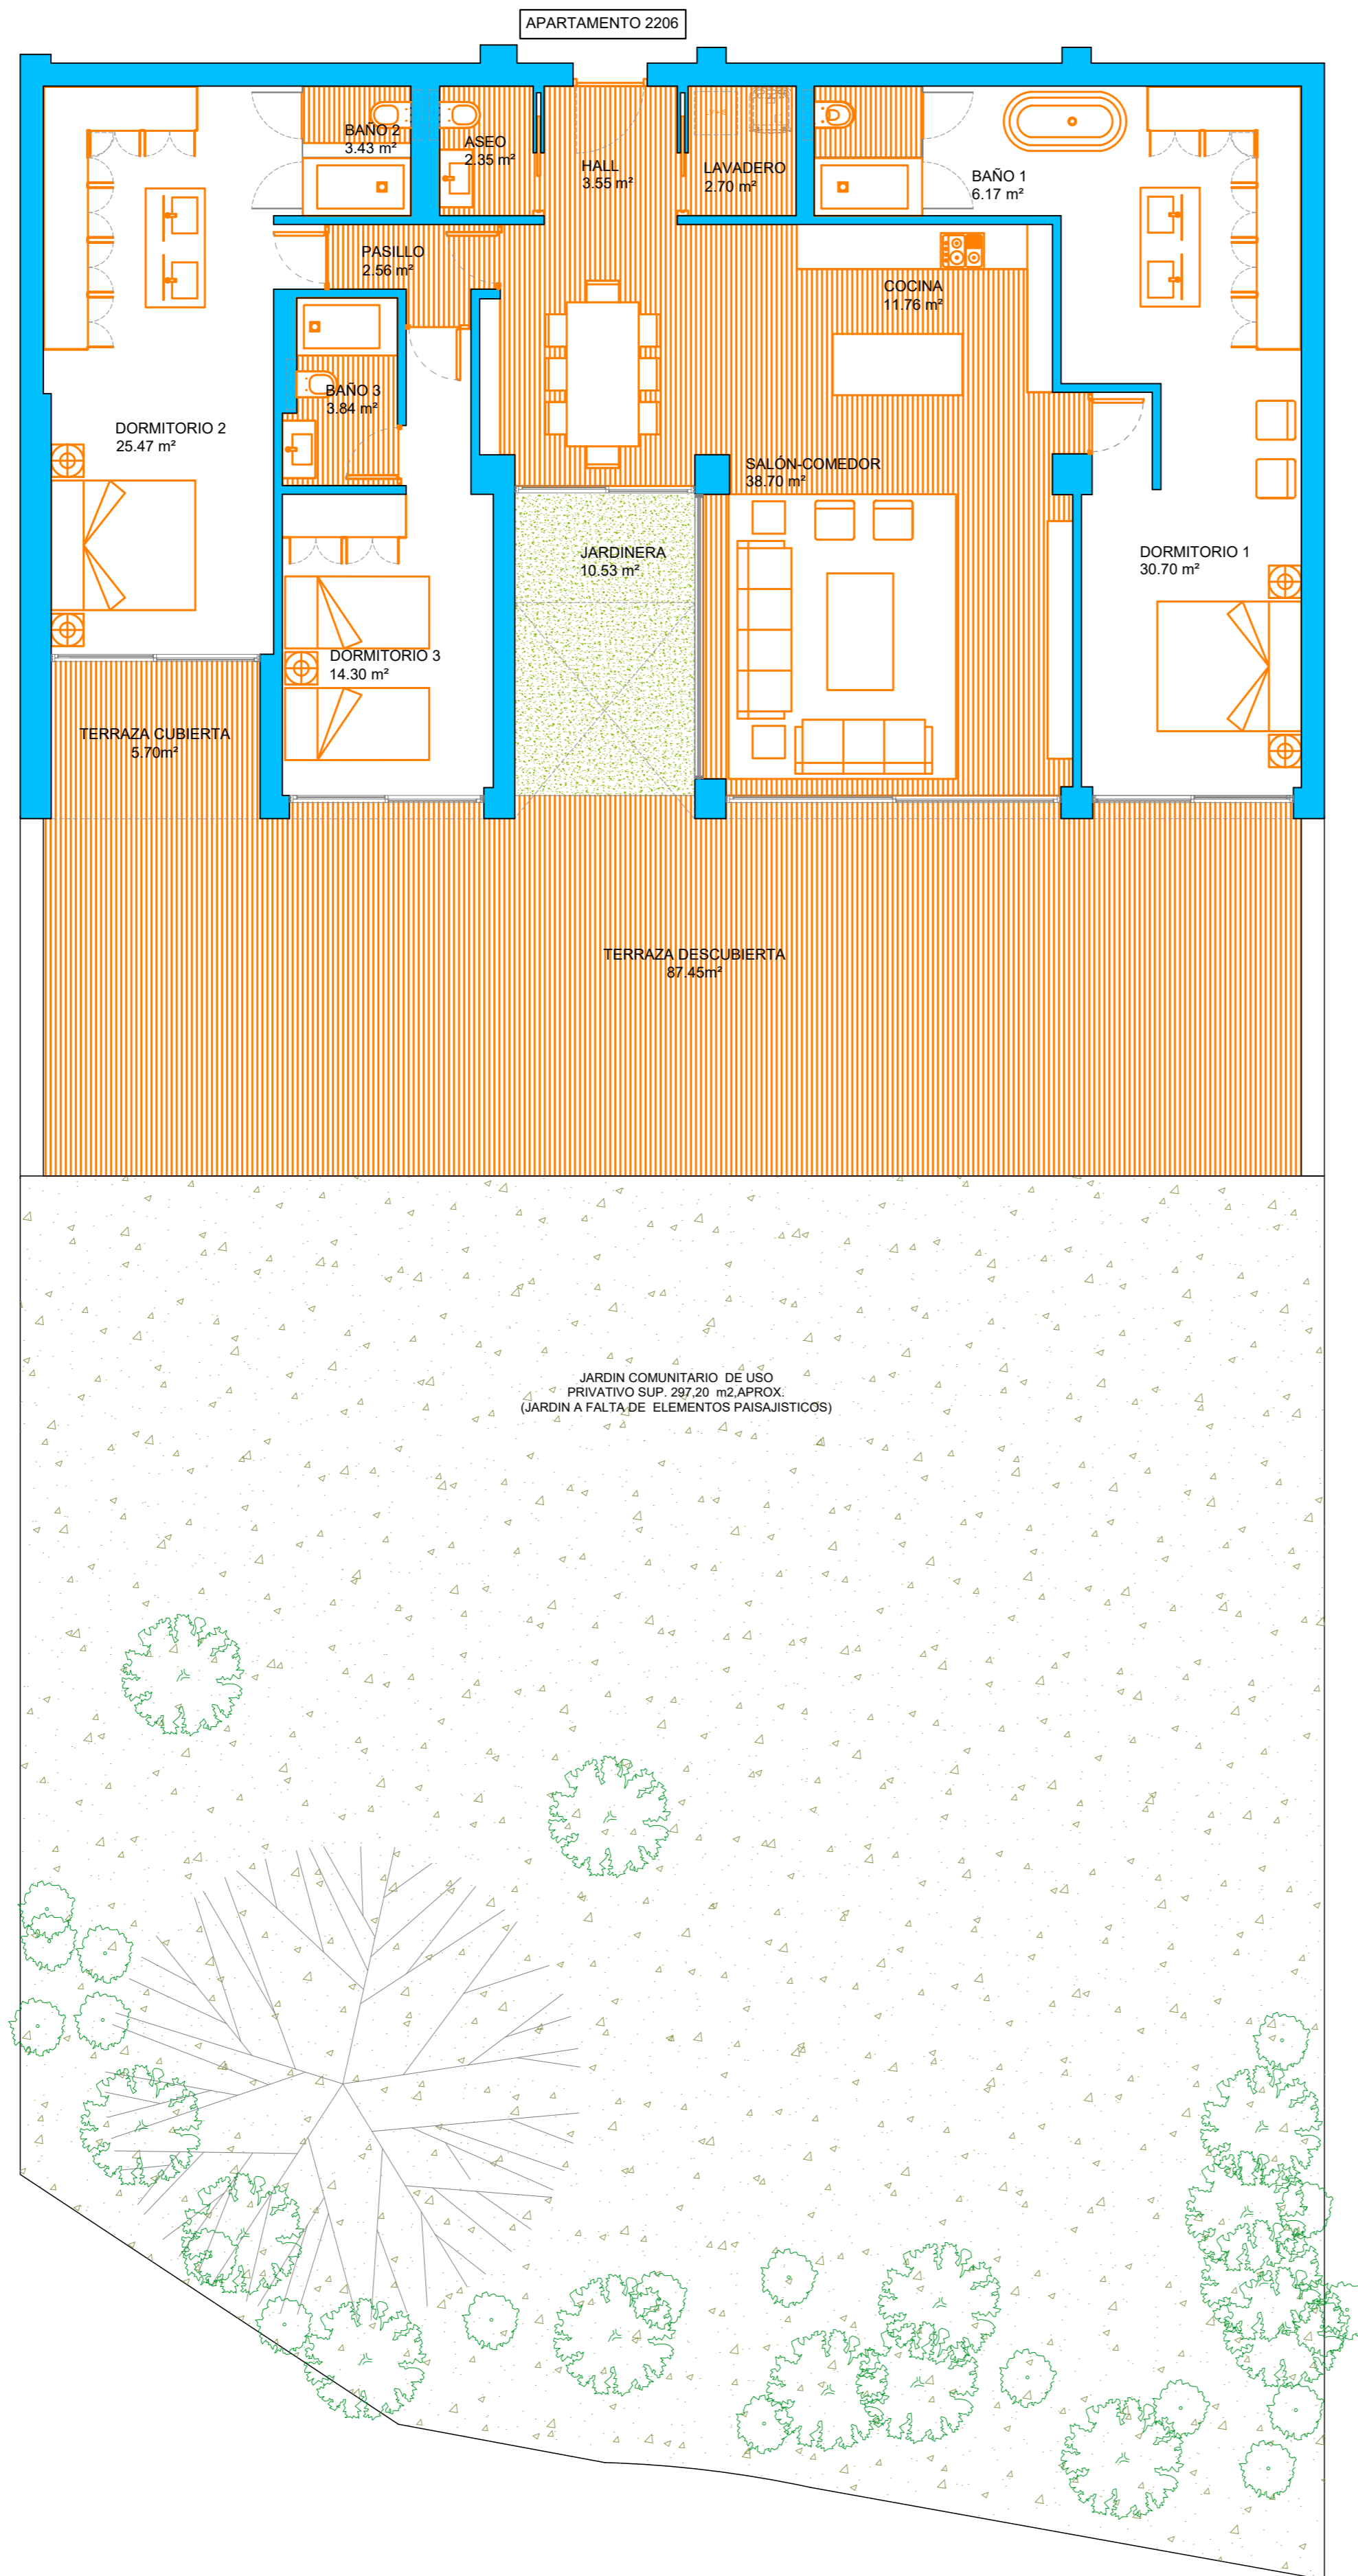 APARTAMENTO 2206
BAÑO 2
3.43 m²
ASEO
2.35 m²
HALL
3.55 m²
LAVADERO
2.70 m²
BAÑO 1
6.17 m²
PASILLO
2.56 m²
COCINA
11.76 m²
BAÑO 3
3.84 m²
DORMITORIO 2
25.47 m²
SALÓN-COMEDOR
38.70 m²
JARDINERA
10.53 m²
DORMITORIO 1
30.70 m²
DORMITORIO 3
14.30 m²
TERRAZA CUBIERTA
5.70m²
TERRAZA DESCUBIERTA
87.45m²
JARDIN COMUNITARIO DE USO
PRIVATIVO SUP. 297,20 m2,APROX.
(JARDIN A FALTA DE ELEMENTOS PAISAJISTICOS)